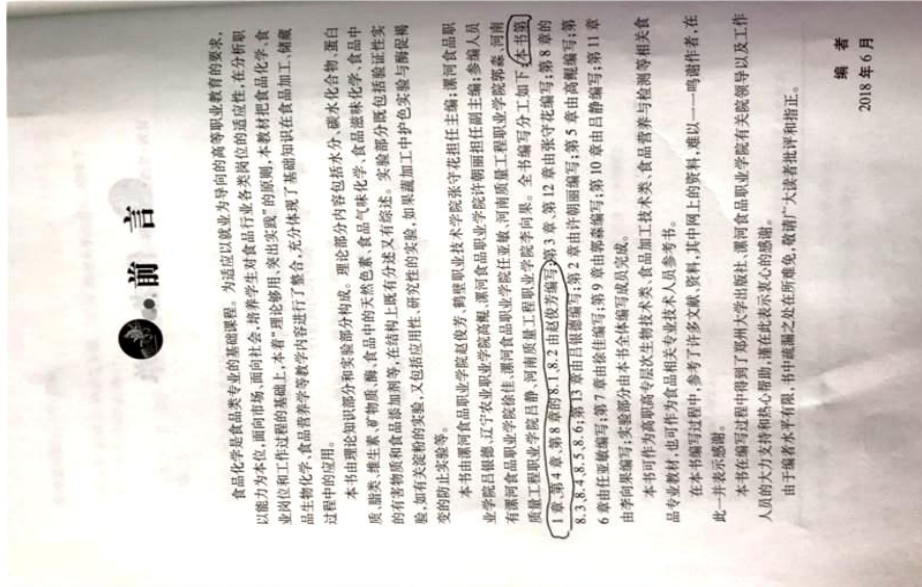 前 言
食品化学是食品类专业的基础课程。为适应以就业为导向的高等职业教育的要求,
以能力为本位,面向市场、面向社会,培养学生对食品行业各类岗位的适应性,在分析职
业岗位和工作过程的基础上,本着“理论够用、突出实践”的原则,本教材把食品化学、食
品生物化学、食品营养学等教学内容进行了整合,充分体现了基础知识在食品加工、储藏
过程中的应用。
本书由理论知识部分和实验部分构成。理论部分内容包括水分、碳水化合物、蛋白
质、脂类、维生素、矿物质、酶、食品中的天然色素、食品气味化学、食品滋味化学、食品中
的有害物质和食品添加剂等,在结构上既有分述又有综述。实验部分既包括验证性实
验,如有关淀粉的实验,又包括应用性、研究性的实验,如果蔬加工中护色实验与酶促褐
变的防止实验等。
本书由漯河食品职业学院赵俊芳、鹤壁职业技术学院张守花担任主编;漯河食品职
业学院吕银德、辽宁农业职业学院高鲲、漯河食品职业学院许朝丽担任副主编;参编人员
有漯河食品职业学院徐佳、漯河食品职业学院任亚敏、河南质量工程职业学院郭淼、河南
质量工程职业学院吕静、河南质量工程职业学院李向果。全书编写分工如下:本书第
1章、第4章、第8章的8.1,8.2由赵俊芳编写;第3章、第12章由张守花编写;第8章的
8.3,8.4,8.5,8.6;第13章由吕银德编写;第2章由许朝丽编写;第5章由高鲲编写;第
6章由任亚敏编写;第7章由徐佳编写;第9章由郭淼编写;第10章由吕静编写;第11章
由李向果编写;实验部分由本书全体编写成员完成。
本书可作为高职高专层次生物技术类、食品加工技术类、食品营养与检测等相关食
品专业教材,也可作为食品相关专业技术人员参考书。
在本书编写过程中,参考了许多文献、资料,其中网上的资料,难以一一鸣谢作者,在
此一并表示感谢。
本书在编写过程中得到了郑州大学出版社、漯河食品职业学院有关院领导以及工作
人员的大力支持和热心帮助,谨在此表示衷心的感谢。
由于编者水平有限,书中疏漏之处在所难免,敬请广大读者批评和指正。
编 者
2018年6月